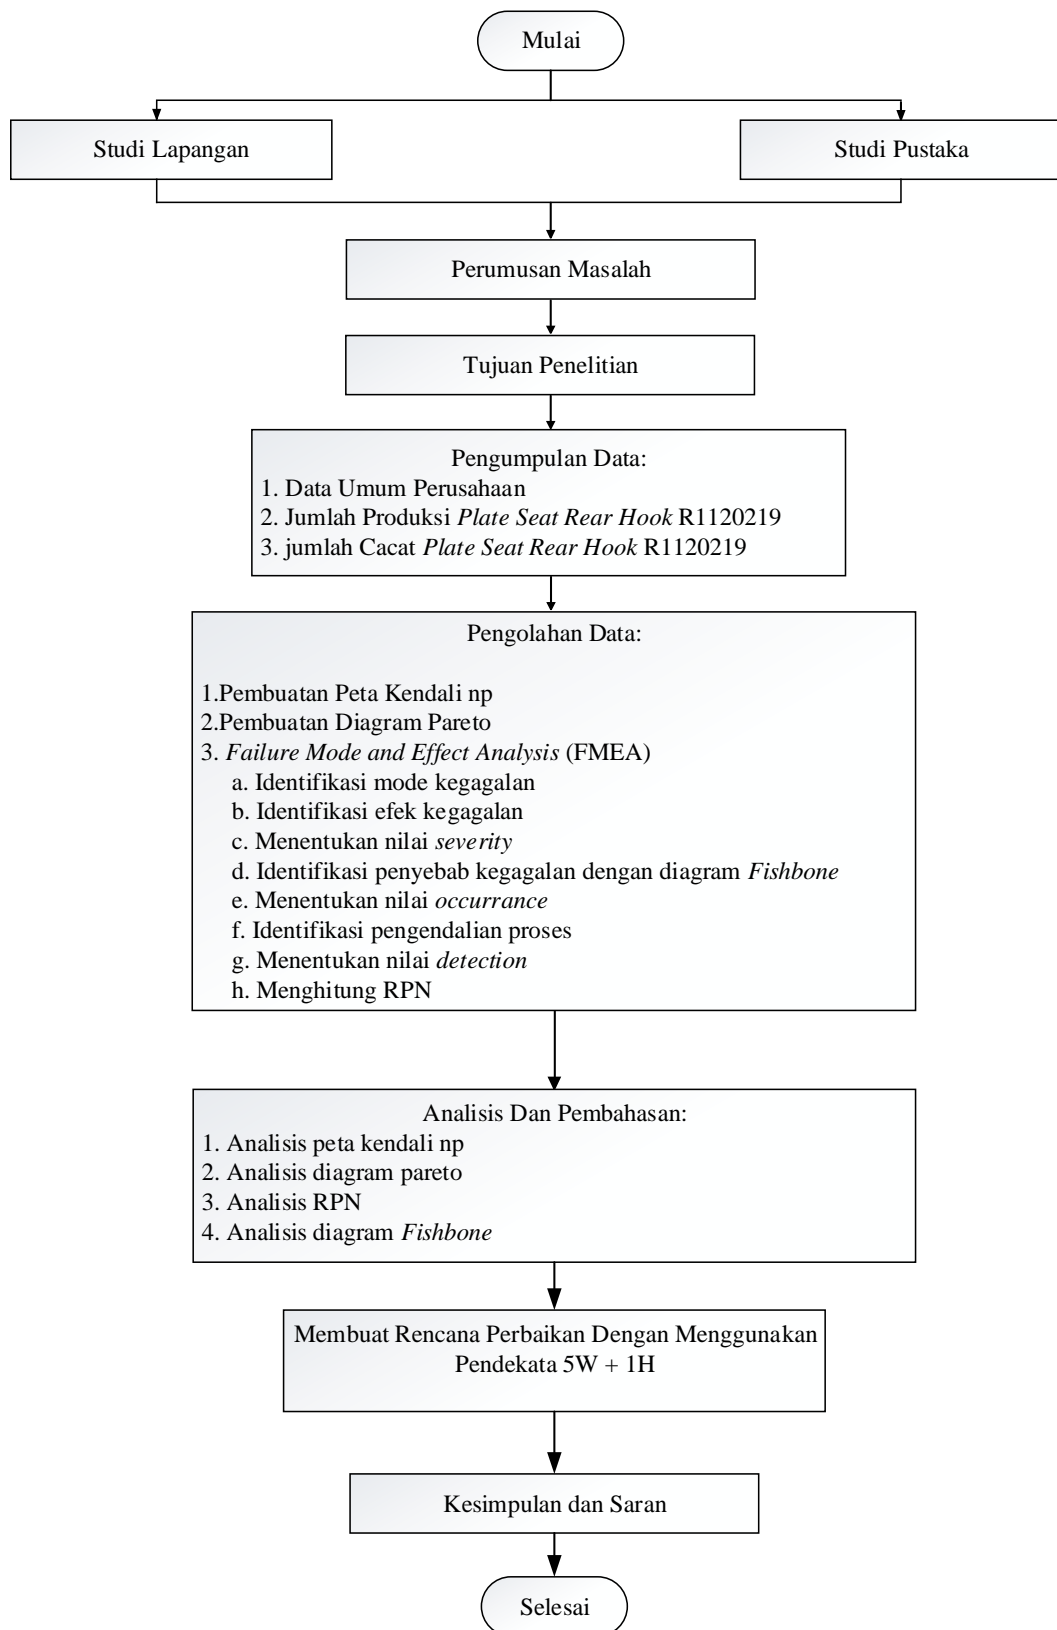 Mulai
Studi Lapangan
Studi Pustaka
Perumusan Masalah
Tujuan Penelitian
Pengumpulan Data:
1. Data Umum Perusahaan
2. Jumlah Produksi Plate Seat Rear Hook R1120219
3. jumlah Cacat Plate Seat Rear Hook R1120219
Pengolahan Data:
1.Pembuatan Peta Kendali np
2.Pembuatan Diagram Pareto
3. Failure Mode and Effect Analysis (FMEA)
a. Identifikasi mode kegagalan
b. Identifikasi efek kegagalan
c. Menentukan nilai severity
d. Identifikasi penyebab kegagalan dengan diagram Fishbone
e. Menentukan nilai occurrance
f. Identifikasi pengendalian proses
g. Menentukan nilai detection
h. Menghitung RPN
Analisis Dan Pembahasan:
1. Analisis peta kendali np
2. Analisis diagram pareto
3. Analisis RPN
4. Analisis diagram Fishbone
Membuat Rencana Perbaikan Dengan Menggunakan
Pendekata 5W + 1H
Kesimpulan dan Saran
Selesai